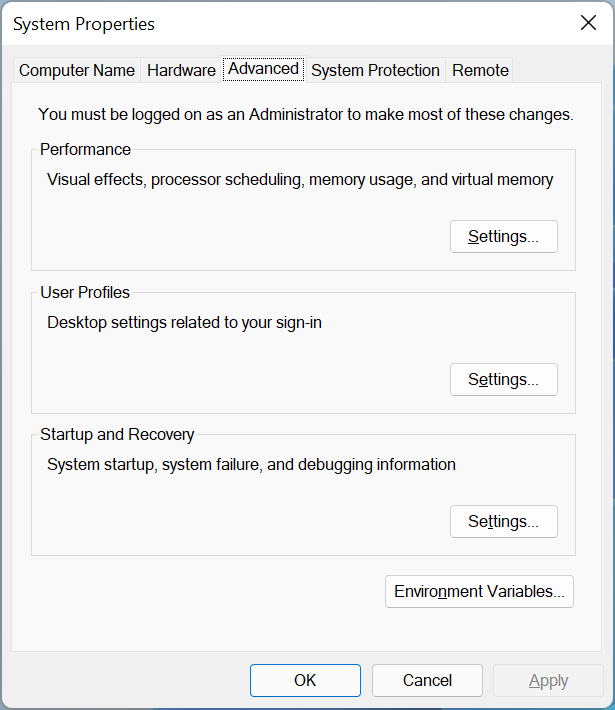 System Properties
Computer Name Hardware Advanced System Protection Remote
You must be logged on as an Administrator to make most of these changes.
Performance
Visual effects, processor scheduling, memory usage, and virtual memory
Settings...
User Profiles
Desktop settings related to your sign-in
Settings...
Startup and Recovery
System startup, system failure, and debugging information
Settings...
Environment Variables...
OK Cancel Apply